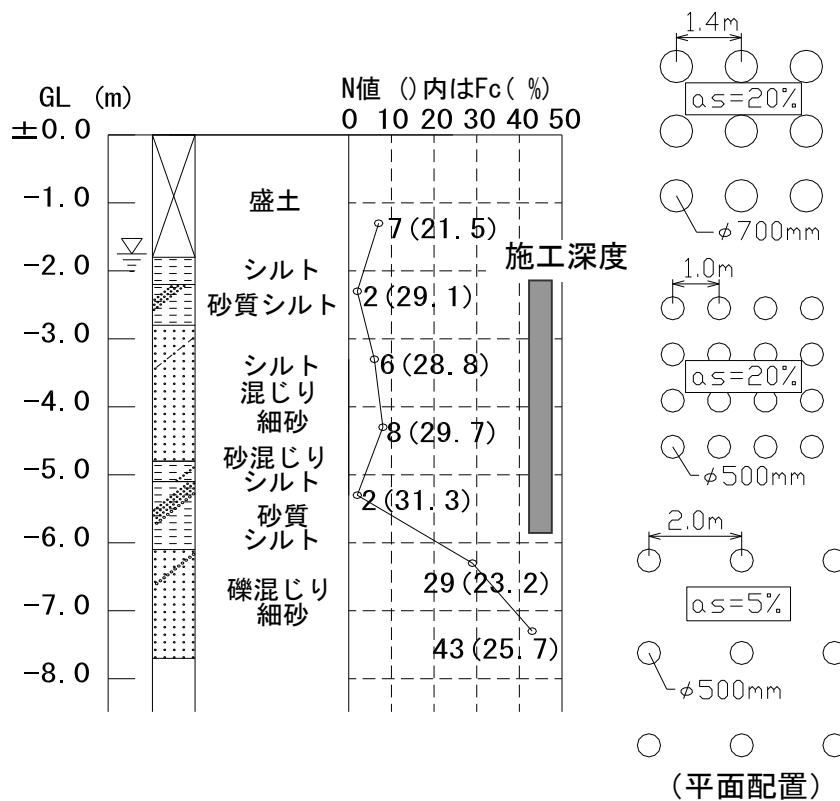 GL (m)
N値 ()内はFc( %)
0 10 20 30 40 50
±0.0
-1.0
-2.0
-3.0
-4.0
-5.0
-6.0
-7.0
-8.0
盛土
シルト
砂質シルト
シルト
混じり
細砂
砂混じり
シルト
砂質
シルト
礫混じり
細砂
7(21.5)
2(29.1)
6(28.8)
8(29.7)
2(31.3)
29(23.2)
43(25.7)
施工深度
1.4m
as=20%
φ700mm
1.0m
as=20%
φ500mm
2.0m
as=5%
φ500mm
(平面配置)